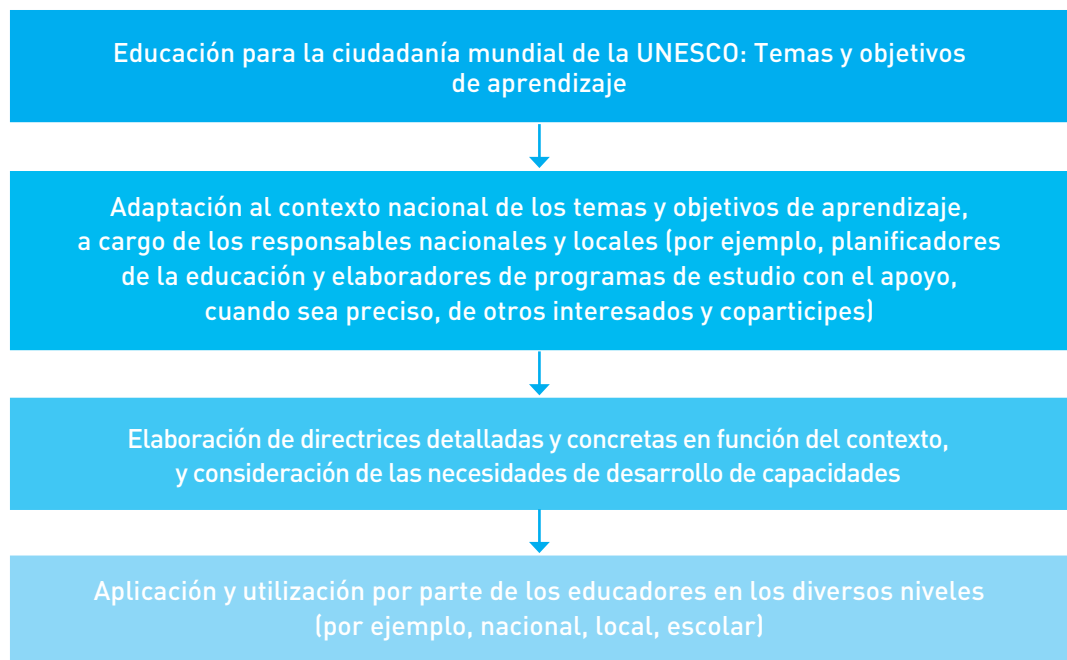 Educación para la ciudadanía mundial de la UNESCO: Temas y objetivos
de aprendizaje
Adaptación al contexto nacional de los temas y objetivos de aprendizaje,
a cargo de los responsables nacionales y locales (por ejemplo, planificadores
de la educación y elaboradores de programas de estudio con el apoyo,
cuando sea preciso, de otros interesados y coparticipes)
Elaboración de directrices detalladas y concretas en función del contexto,
y consideración de las necesidades de desarrollo de capacidades
Aplicación y utilización por parte de los educadores en los diversos niveles
(por ejemplo, nacional, local, escolar)